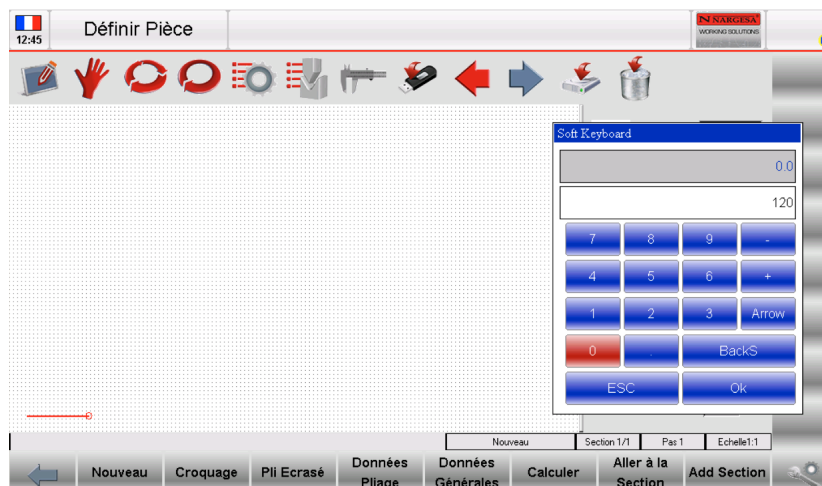 12:45
Définir Pièce
N NARGESA
WORKING SOLUTIONS
Soft Keyboard
0.0
120
7 8 9 -
4 5 6 +
1 2 3 Arrow
0 . BackS
ESC Ok
Nouveau Section 1/1 Pas 1 Echelle1:1
Nouveau Croquage Pli Ecrasé Données Pliage Données Générales Calculer Aller à la Section Add Section